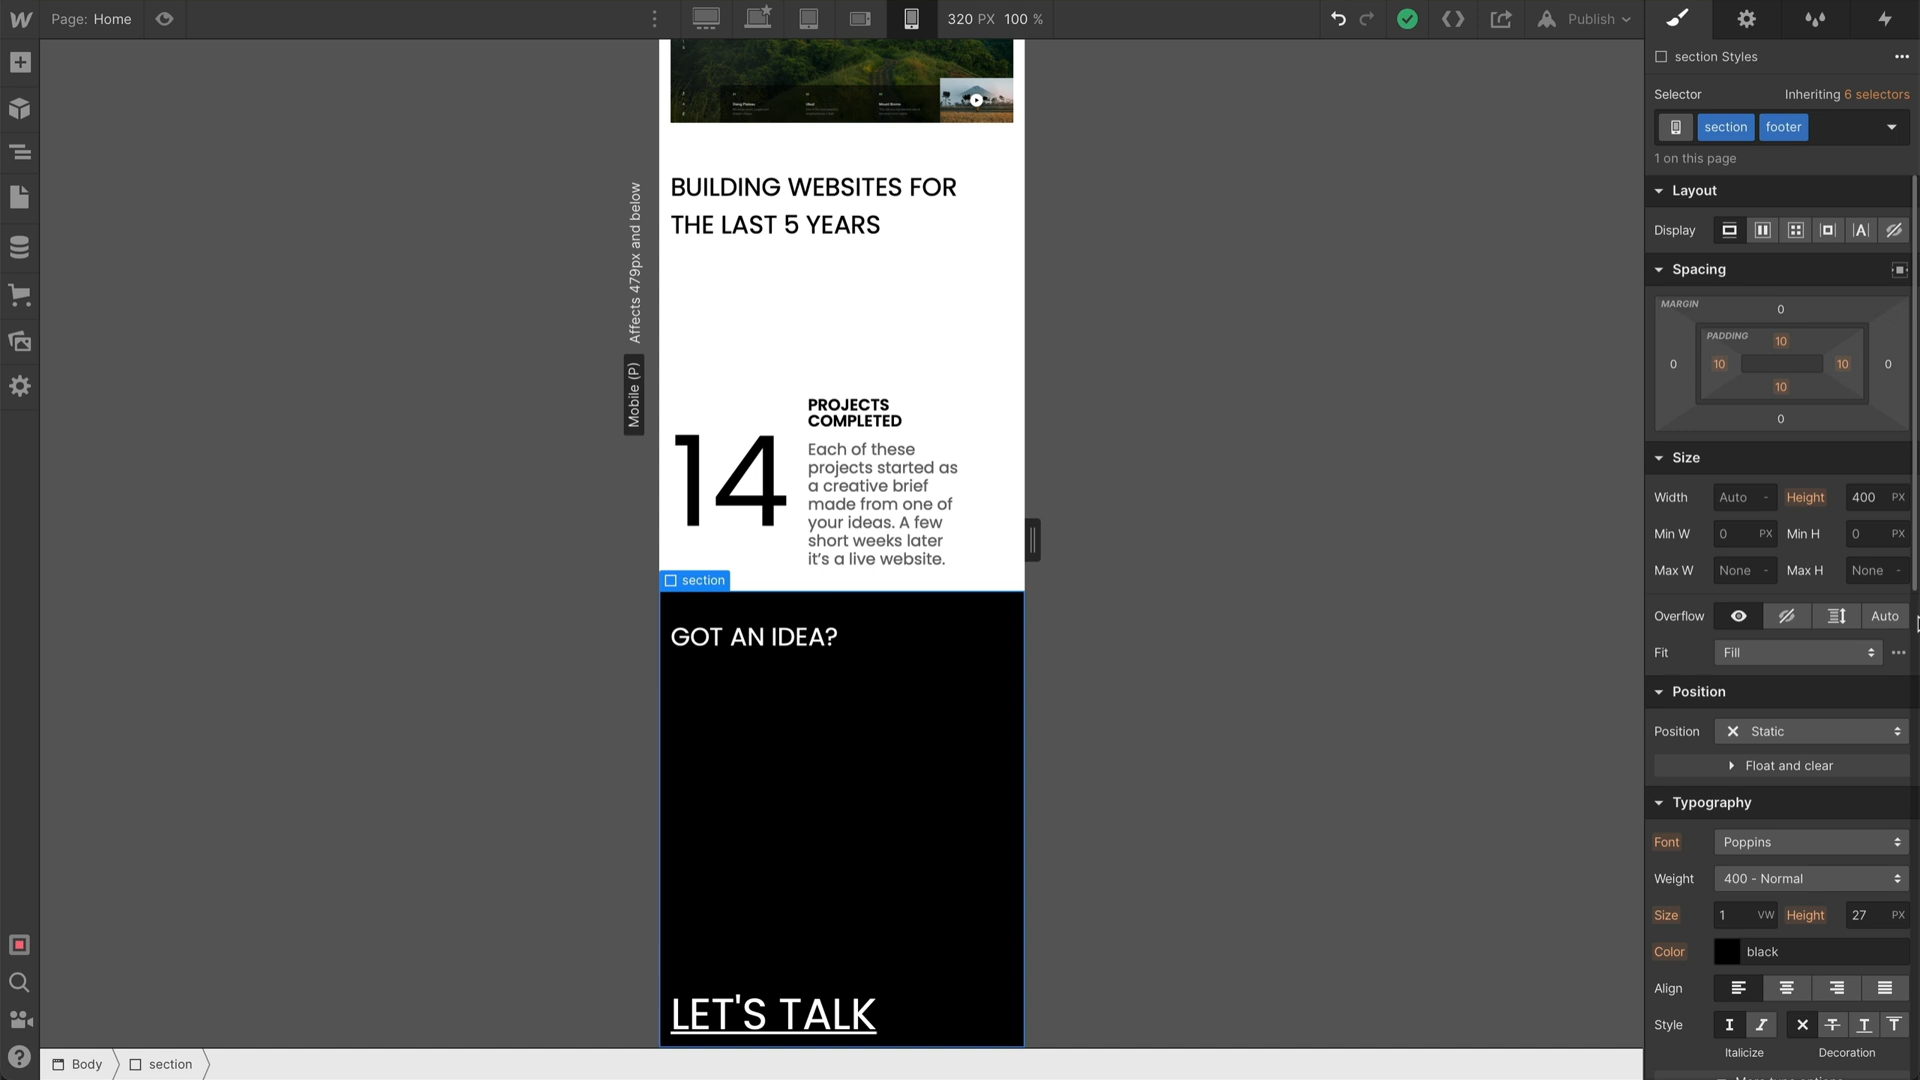 Page: Home
320 PX 100 %
Publish
section Styles
Selector
Inheriting 6 selectors
section footer
1 on this page
Layout
Display
Spacing
MARGIN
0
PADDING
10
0 10 10 0
10
0
Size
Width Auto - Height 400 PX
Min W 0 PX Min H 0 PX
Max W None - Max H None -
Overflow Auto
Fit Fill
Position
Position Static
Float and clear
Typography
Font Poppins
Weight 400 - Normal
Size 1 VW Height 27 PX
Color black
Align
Style
Italicize Decoration
Affects 479px and below
Mobile (P)
BUILDING WEBSITES FOR
THE LAST 5 YEARS
14
PROJECTS
COMPLETED
Each of these
projects started as
a creative brief
made from one of
your ideas. A few
short weeks later
it's a live website.
section
GOT AN IDEA?
LET'S TALK
Body section